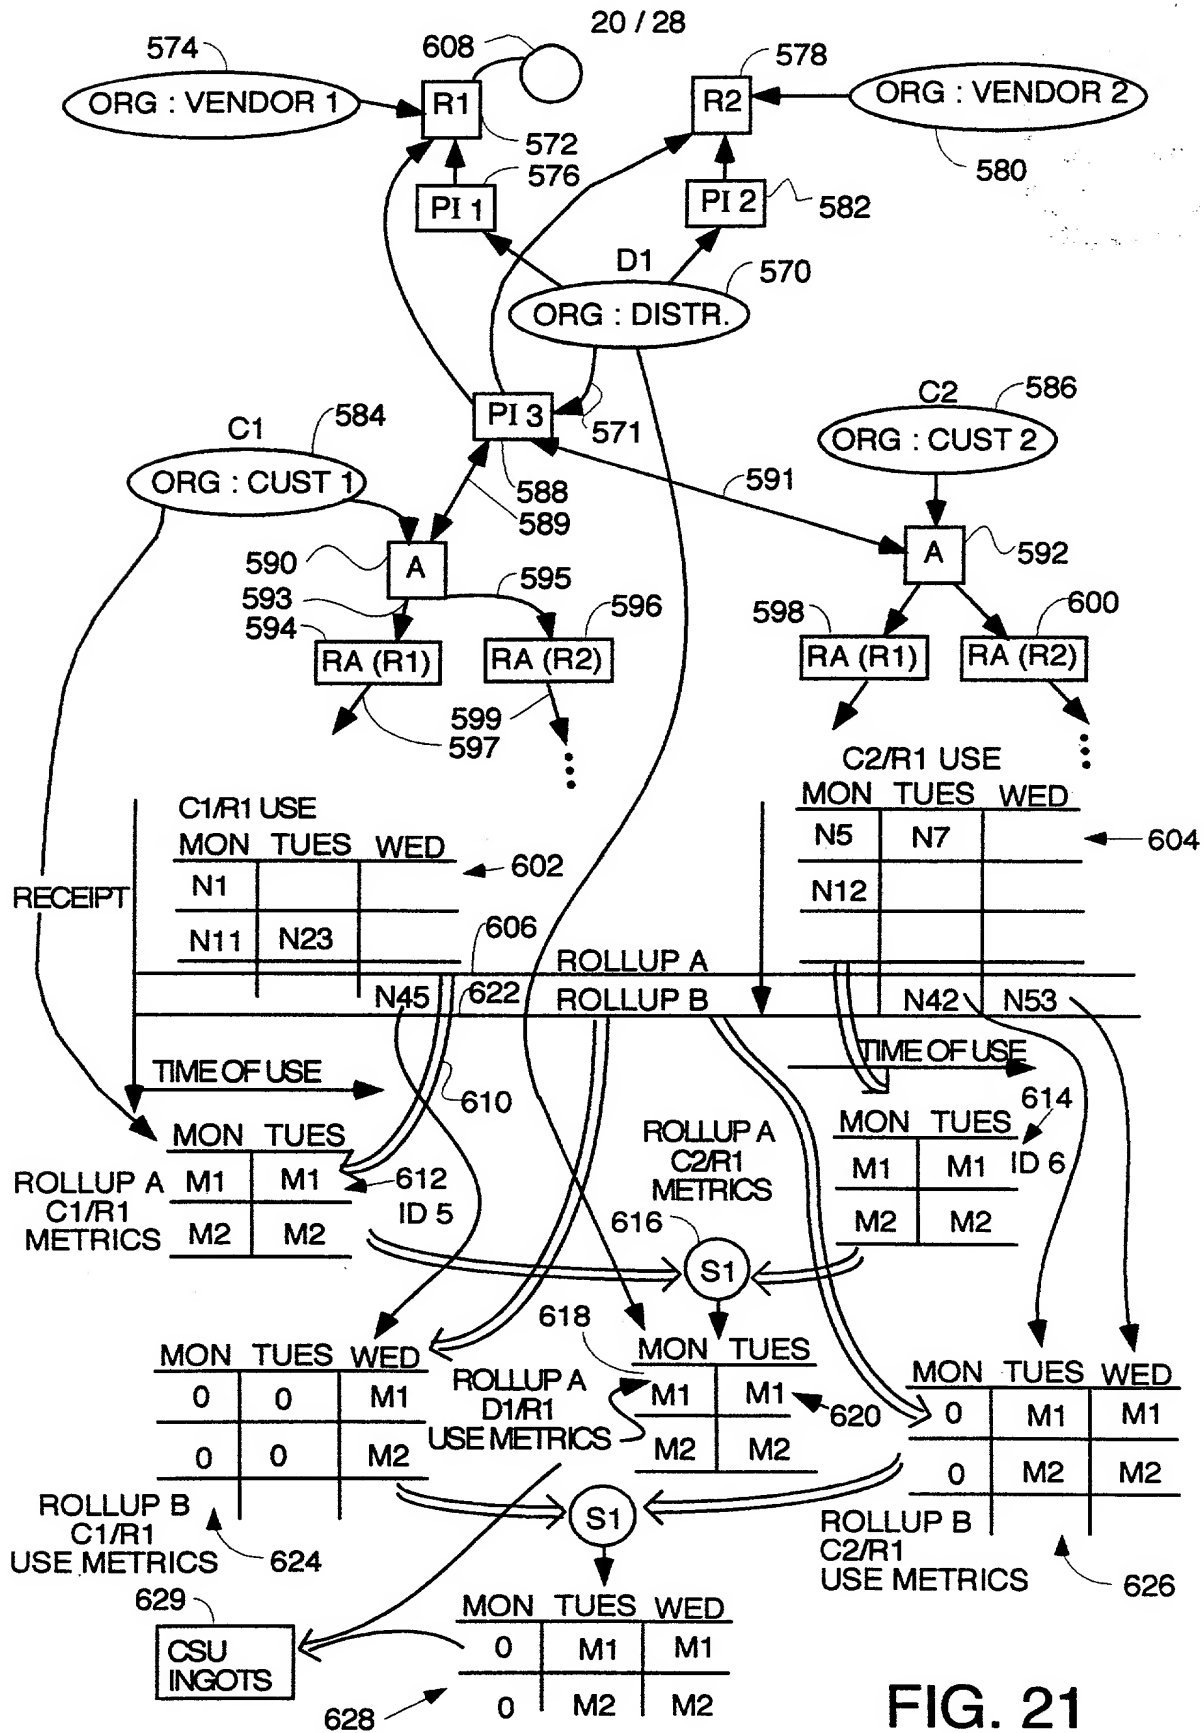 20 / 28
574
608
578
ORG : VENDOR 1
R1
R2
ORG : VENDOR 2
572
576
580
PI 1
PI 2
582
D1
570
ORG : DISTR.
C2
586
PI 3
571
C1
584
ORG : CUST 2
ORG : CUST 1
588
591
589
590
A
A
592
593
595
594
596
598
600
RA (R1)
RA (R2)
RA (R1)
RA (R2)
599
597
C2/R1 USE
MON TUES WED
C1/R1 USE
MON TUES WED
N5 N7
604
602
N1
N12
RECEIPT
N11 N23
606
ROLLUP A
N45
622
ROLLUP B
N42
N53
TIME OF USE
TIME OF USE
610
614
MON TUES
MON TUES
ROLLUP A
C2/R1
METRICS
M1 M1
612
M1 M1
ID 6
ROLLUP A
C1/R1
METRICS
ID 5
M2 M2
M2 M2
616
S1
618
MON TUES WED
MON TUES
MON TUES WED
0 0 M1
ROLLUP A
D1/R1
USE METRICS
M1 M1
620
0 M1 M1
0 0 M2
M2 M2
0 M2 M2
ROLLUP B
C1/R1
USE METRICS
624
S1
ROLLUP B
C2/R1
USE METRICS
626
629
MON TUES WED
CSU
INGOTS
0 M1 M1
628
0 M2 M2
FIG. 21